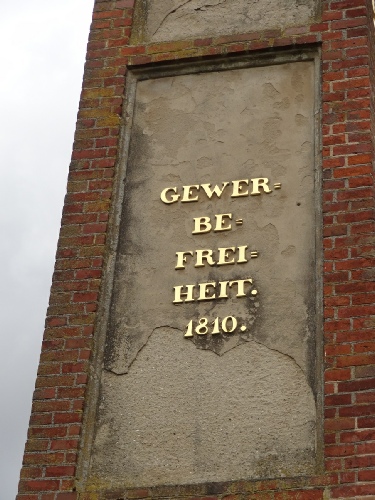 GEWER=
BE=
FREI=
HEIT.
1810.